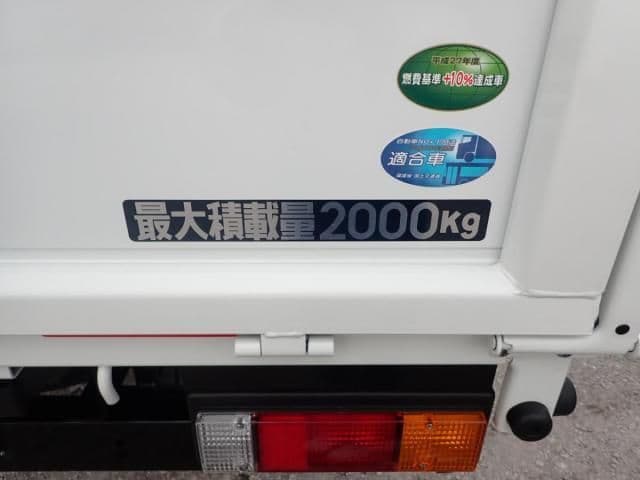 平成27年度
燃費基準+10%達成車
適合車
最大積載量2000Kg